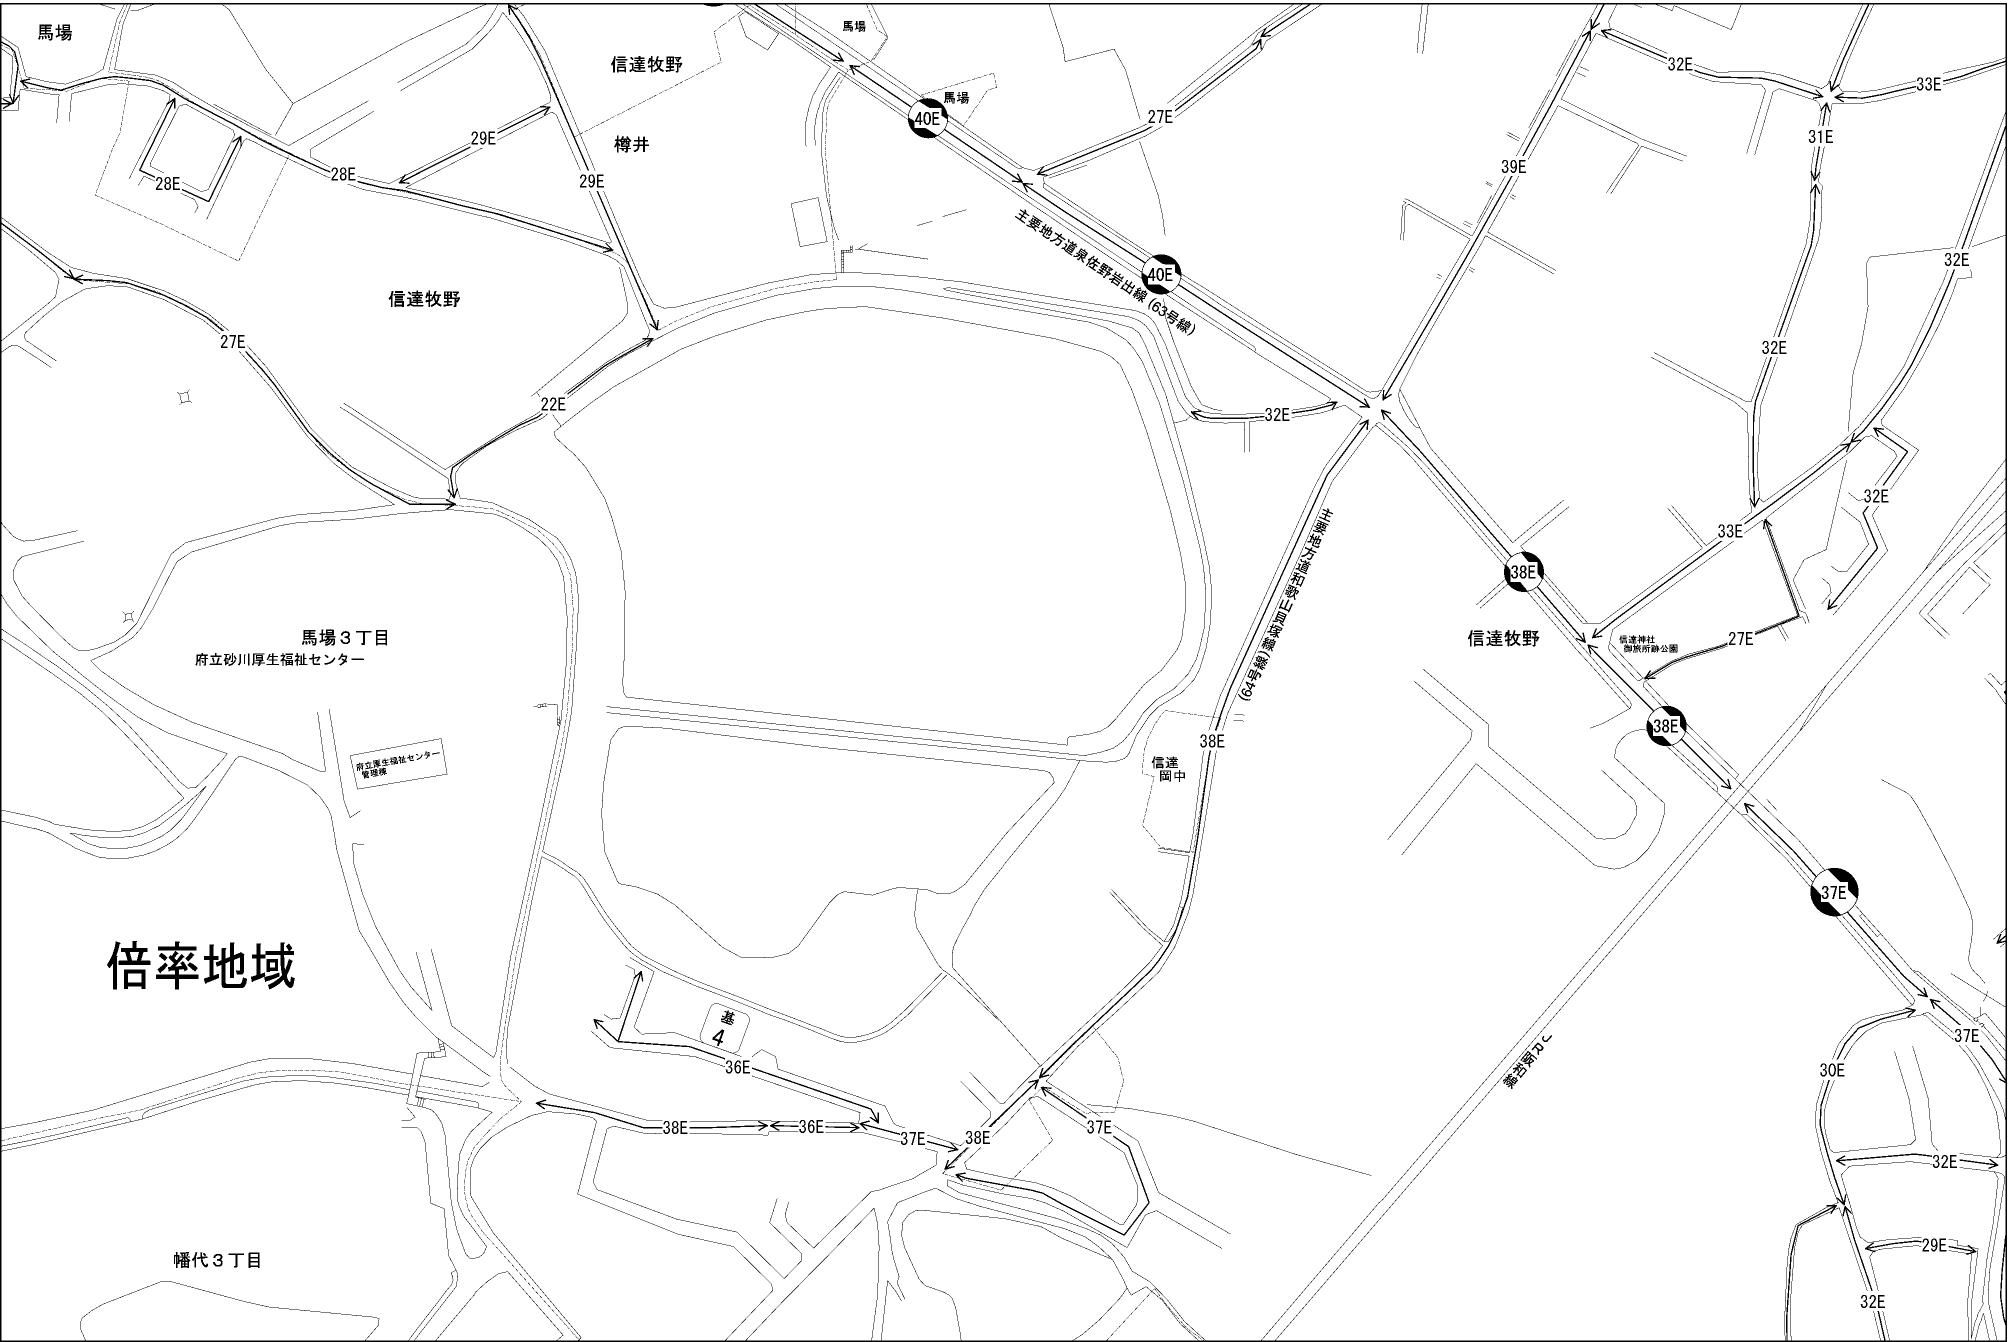 馬場
馬場
信達牧野
32E
33E
馬場
40E
27E
31E
29E
樽井
39E
28E
28E
29E
40E
主要地方道泉佐野岩出線 (63号線)
32E
信達牧野
27E
32E
22E
32E
32E
33E
38E
主要地方道和歌山貝塚線(64号線)
馬場3丁目
府立砂川厚生福祉センター
信達牧野
信達神社
御旅所跡公園
27E
38E
38E
府立厚生福祉センター
管理棟
信達
岡中
37E
倍率地域
基
4
37E
JR阪和線
36E
30E
38E
36E
37E
38E
37E
32E
幡代3丁目
29E
32E